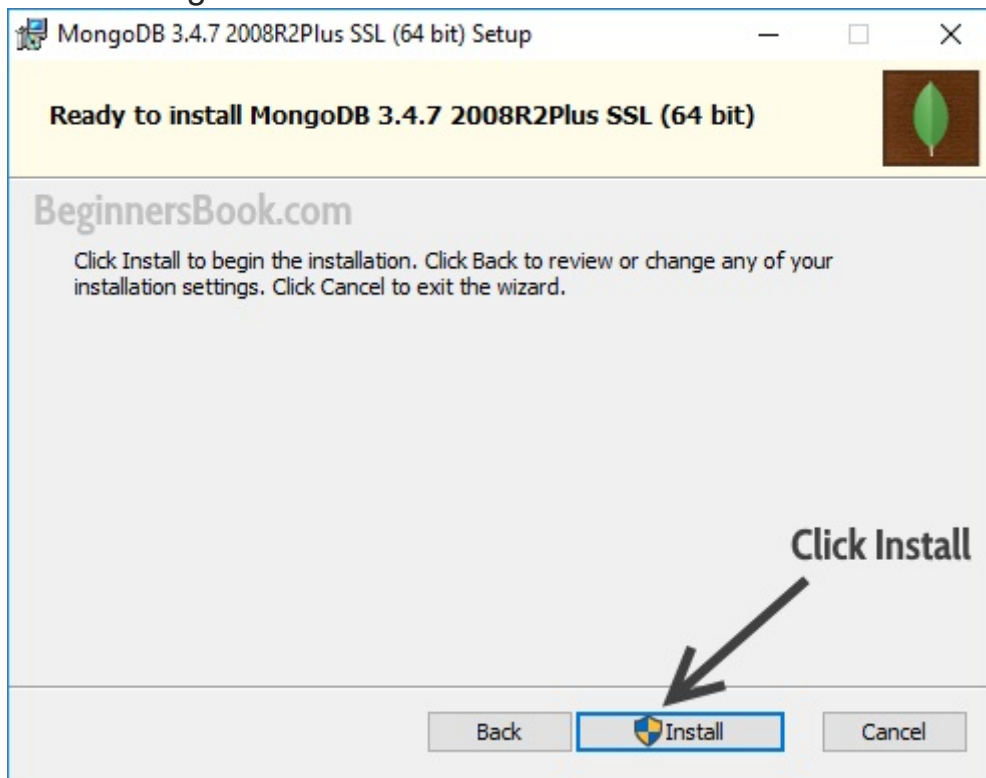 MongoDB 3.4.7 2008R2Plus SSL (64 bit) Setup
Ready to install MongoDB 3.4.7 2008R2Plus SSL (64 bit)
BeginnersBook.com
Click Install to begin the installation. Click Back to review or change any of your
installation settings. Click Cancel to exit the wizard.
Click Install
Back
Install
Cancel